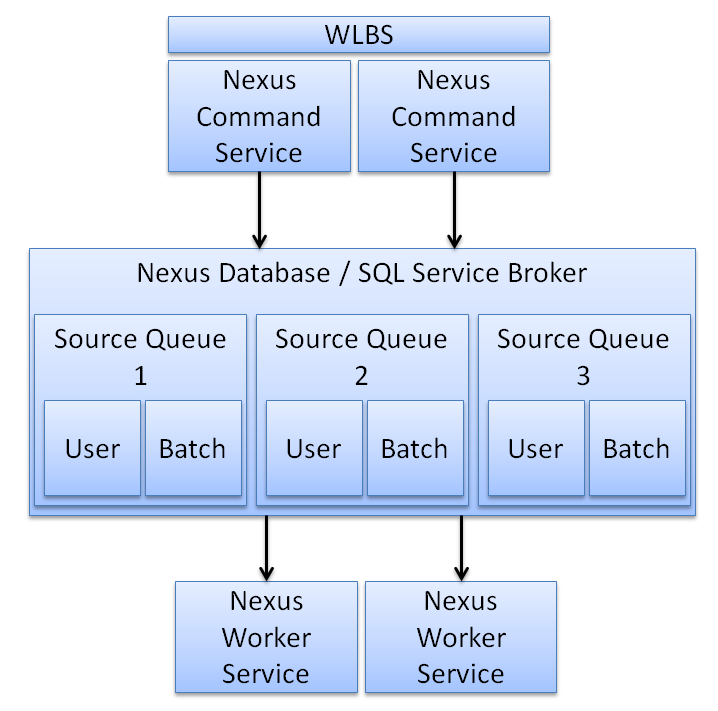 WLBS
Nexus
Command
Service
Nexus
Command
Service
Nexus Database / SQL Service Broker
Source Queue
1
User
Batch
Source Queue
2
User
Batch
Source Queue
3
User
Batch
Nexus
Worker
Service
Nexus
Worker
Service